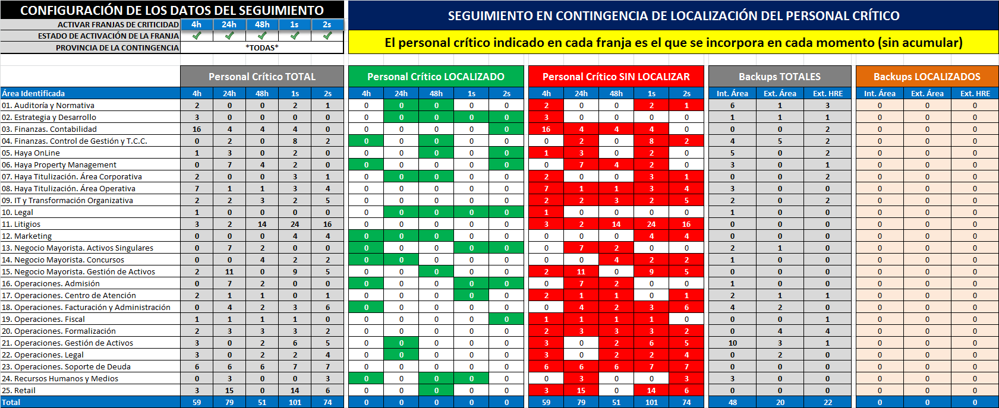 CONFIGURACIÓN DE LOS DATOS DEL SEGUIMIENTO
ACTIVAR FRANJAS DE CRITICIDAD 4h 24h 48h 1s 2s
ESTADO DE ACTIVACIÓN DE LA FRANJA
PROVINCIA DE LA CONTINGENCIA *TODAS*
SEGUIMIENTO EN CONTINGENCIA DE LOCALIZACIÓN DEL PERSONAL CRÍTICO
El personal crítico indicado en cada franja es el que se incorpora en cada momento (sin acumular)
Personal Crítico TOTAL Personal Crítico LOCALIZADO Personal Crítico SIN LOCALIZAR Backups TOTALES Backups LOCALIZADOS
Área Identificada 4h 24h 48h 1s 2s 4h 24h 48h 1s 2s 4h 24h 48h 1s 2s Int. Área Ext. Área Ext. HRE Int. Área Ext. Área Ext. HRE
01. Auditoría y Normativa 2 0 0 2 1 0 0 0 0 0 2 0 0 2 1 6 1 3 0 0 0
02. Estrategia y Desarrollo 3 0 0 0 0 0 0 0 0 0 3 0 0 0 0 1 1 1 0 0 0
03. Finanzas. Contabilidad 16 4 4 4 0 0 0 0 0 0 16 4 4 4 0 0 0 2 0 0 0
04. Finanzas. Control de Gestión y T.C.C. 0 2 0 8 2 0 0 0 0 0 0 2 0 8 2 4 5 2 0 0 0
05. Haya OnLine 1 3 0 2 0 0 0 0 0 0 1 3 0 2 0 5 0 2 0 0 0
06. Haya Property Management 0 7 4 2 0 0 0 0 0 0 0 7 4 2 0 3 0 1 0 0 0
07. Haya Titulización. Área Corporativa 2 0 0 3 1 0 0 0 0 0 2 0 0 3 1 0 0 2 0 0 0
08. Haya Titulización. Área Operativa 7 1 1 3 4 0 0 0 0 0 7 1 1 3 4 3 0 0 0 0 0
09. IT y Transformación Organizativa 2 2 3 2 5 0 0 0 0 0 2 2 3 2 5 2 0 2 0 0 0
10. Legal 1 0 0 0 0 0 0 0 0 0 1 0 0 0 0 1 0 0 0 0 0
11. Litigios 3 2 14 24 16 0 0 0 0 0 3 2 14 24 16 0 0 0 0 0 0
12. Marketing 0 0 0 4 4 0 0 0 0 0 0 0 0 4 4 0 0 0 0 0 0
13. Negocio Mayorista. Activos Singulares 0 7 2 0 0 0 0 0 0 0 0 7 2 0 0 2 1 0 0 0 0
14. Negocio Mayorista. Concursos 0 0 4 2 2 0 0 0 0 0 0 0 4 2 2 1 0 0 0 0 0
15. Negocio Mayorista. Gestión de Activos 2 11 0 9 5 0 0 0 0 0 2 11 0 9 5 0 0 0 0 0 0
16. Operaciones. Admisión 0 7 2 0 0 0 0 0 0 0 0 7 2 0 0 1 0 0 0 0 0
17. Operaciones. Centro de Atención 2 1 1 0 1 0 0 0 0 0 2 1 1 0 1 2 1 1 0 0 0
18. Operaciones. Facturación y Administración 0 4 2 3 6 0 0 0 0 0 0 4 2 3 6 4 2 0 0 0 0
19. Operaciones. Fiscal 1 1 1 1 0 0 0 0 0 0 1 1 1 1 0 0 0 1 0 0 0
20. Operaciones. Formalización 2 3 3 3 2 0 0 0 0 0 2 3 3 3 2 0 4 4 0 0 0
21. Operaciones. Gestión de Activos 3 0 2 6 5 0 0 0 0 0 3 0 2 6 5 10 3 1 0 0 0
22. Operaciones. Legal 3 0 2 2 4 0 0 0 0 0 3 0 2 2 4 0 2 0 0 0 0
23. Operaciones. Soporte de Deuda 6 6 6 7 7 0 0 0 0 0 6 6 6 7 7 0 0 0 0 0 0
24. Recursos Humanos y Medios 0 3 0 0 3 0 0 0 0 0 0 3 0 0 3 3 0 0 0 0 0
25. Retail 3 15 0 14 6 0 0 0 0 0 3 15 0 14 6 0 0 0 0 0 0
Total 59 79 51 101 74 0 0 0 0 0 59 79 51 101 74 48 20 22 0 0 0